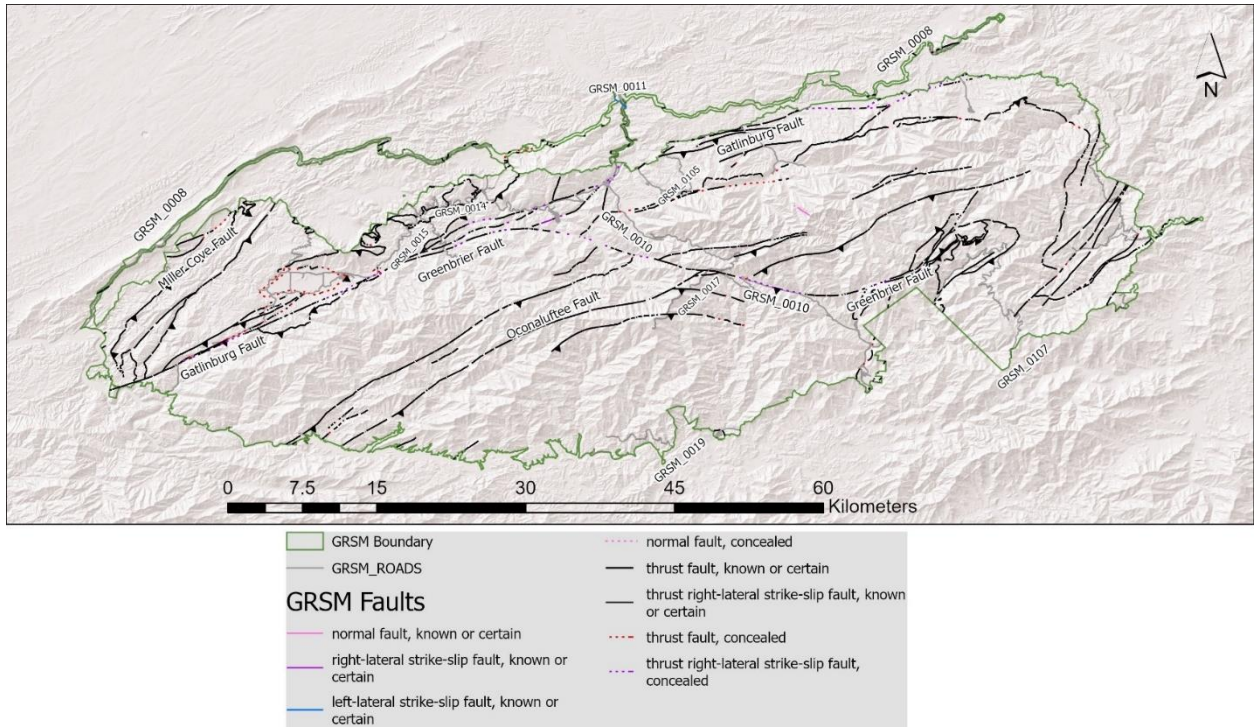 GRSM_0008
GRSM_0011
N
Gatlinburg Fault
GRSM_0008
GRSM_0105
GRSM_0014
Miller Cove Fault
GRSM_0015
GRSM_0010
Greenbrier Fault
Greenbrier Fault
GRSM_0017
GRSM_0010
Oconaluftee Fault
Gatlinburg Fault
GRSM_0107
GRSM_0019
0 7.5 15 30 45 60
Kilometers
GRSM Boundary
GRSM_ROADS
GRSM Faults
normal fault, known or certain
right-lateral strike-slip fault, known or
certain
left-lateral strike-slip fault, known or
certain
normal fault, concealed
thrust fault, known or certain
thrust right-lateral strike-slip fault, known
or certain
thrust fault, concealed
thrust right-lateral strike-slip fault,
concealed